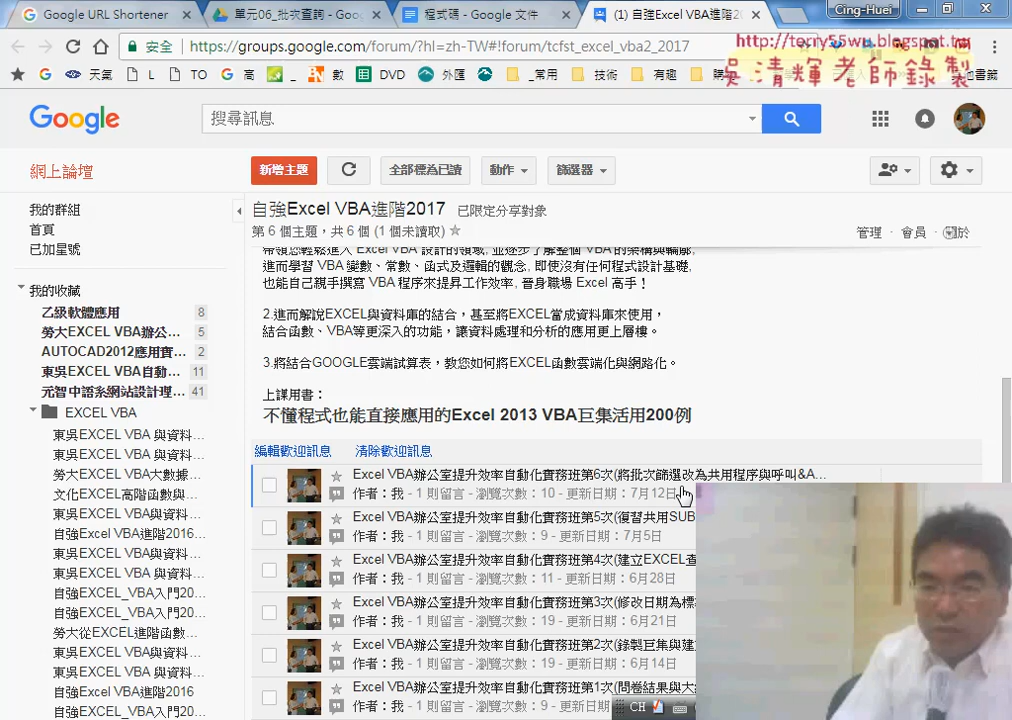 Google URL Shortener
單元06_批次查詢 - Goo
程式碼 - Google 文件
(1) 自強Excel VBA進階20
Cing-Huei
安全
https://groups.google.com/forum/?hl=zh-TW#!forum/tcfst_excel_vba2_2017
http://terry55wu.blogspot.tw
吳清輝老師錄製
天氣
L
TO
高
數
DVD
外匯
_常用
技術
有趣
Google
搜尋訊息
網上論壇
新增主題
全部標為已讀
動作
篩選器
我的群組
首頁
已加星號
自強Excel VBA進階2017 已限定分享對象
第 6 個主題，共 6 個 (1 個未讀取)
管理 · 會員 ·
帶領您輕鬆進入 Excel VBA 設計的領域, 並逐步了解整個 VBA 的架構與輪廓,
進而學習 VBA 變數、常數、函式及邏輯的觀念, 即使沒有任何程式設計基礎,
也能自己親手撰寫 VBA 程序來提昇工作效率, 晉身職場 Excel 高手！
2.進而解說EXCEL與資料庫的結合，甚至將EXCEL當成資料庫來使用，
結合函數、VBA等更深入的功能，讓資料處理和分析的應用更上層樓。
3.將結合GOOGLE雲端試算表，教您如何將EXCEL函數雲端化與網路化。
上課用書：
不懂程式也能直接應用的Excel 2013 VBA巨集活用200例
編輯歡迎訊息 清除歡迎訊息
我的收藏
乙級軟體應用 8
勞大EXCEL VBA辦公... 5
AUTOCAD2012應用實... 2
東吳EXCEL VBA自動... 11
元智中語系網站設計理... 41
EXCEL VBA
東吳EXCEL VBA 與資料...
東吳EXCEL VBA 與資料...
勞大EXCEL VBA大數據...
文化EXCEL高階函數與...
東吳EXCEL VBA與資料...
自強Excel VBA進階2016...
東吳EXCEL VBA與資料...
東吳EXCEL VBA 與資料...
自強EXCEL_VBA入門20...
自強EXCEL_VBA入門20...
勞大從EXCEL進階函數...
東吳EXCEL VBA與資料...
東吳EXCEL VBA 與資料...
自強Excel VBA進階2016
自強EXCEL_VBA入門20...
Excel VBA辦公室提升效率自動化實務班第6次(將批次篩選改為共用程序與呼叫&A...
作者：我 - 1 則留言 - 瀏覽次數：10 - 更新日期：7月12日
Excel VBA辦公室提升效率自動化實務班第5次(復習共用SUB
作者：我 - 1 則留言 - 瀏覽次數：9 - 更新日期：7月5日
Excel VBA辦公室提升效率自動化實務班第4次(建立EXCEL查
作者：我 - 1 則留言 - 瀏覽次數：11 - 更新日期：6月28日
Excel VBA辦公室提升效率自動化實務班第3次(修改日期為標
作者：我 - 1 則留言 - 瀏覽次數：19 - 更新日期：6月21日
Excel VBA辦公室提升效率自動化實務班第2次(錄製巨集與建
作者：我 - 1 則留言 - 瀏覽次數：19 - 更新日期：6月14日
Excel VBA辦公室提升效率自動化實務班第1次(問卷結果與大
作者：我 - 1 則留言 - 瀏覽次數：9 - 更新
CH